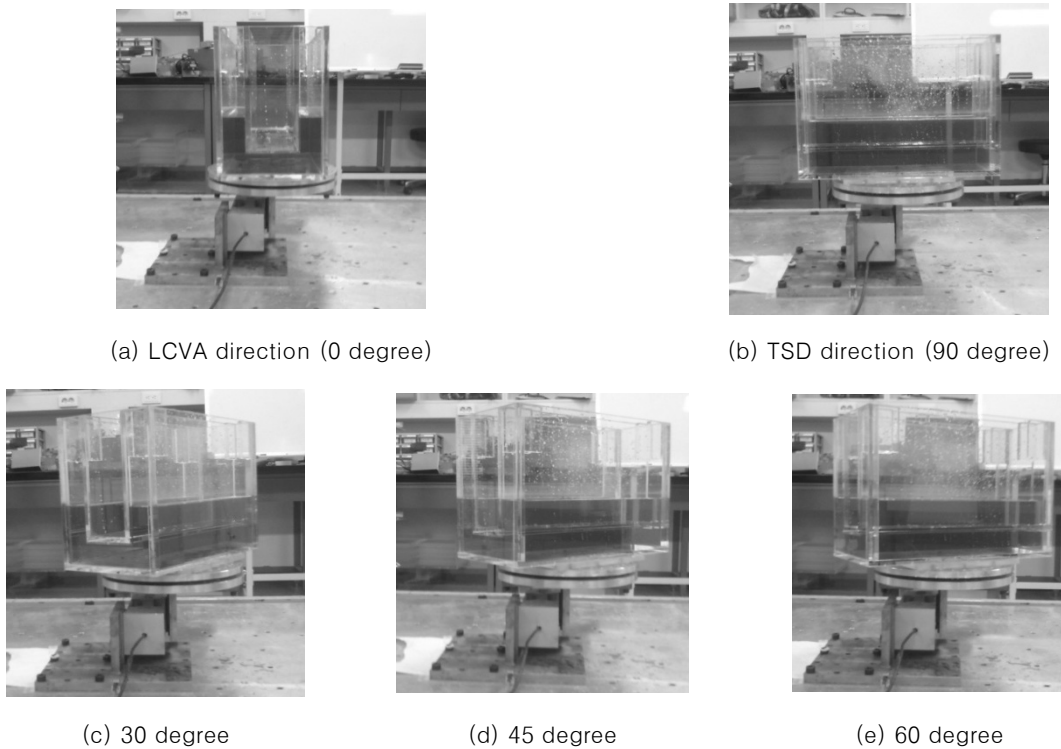 (a) LCVA direction (0 degree)
(b) TSD direction (90 degree)
(c) 30 degree
(d) 45 degree
(e) 60 degree